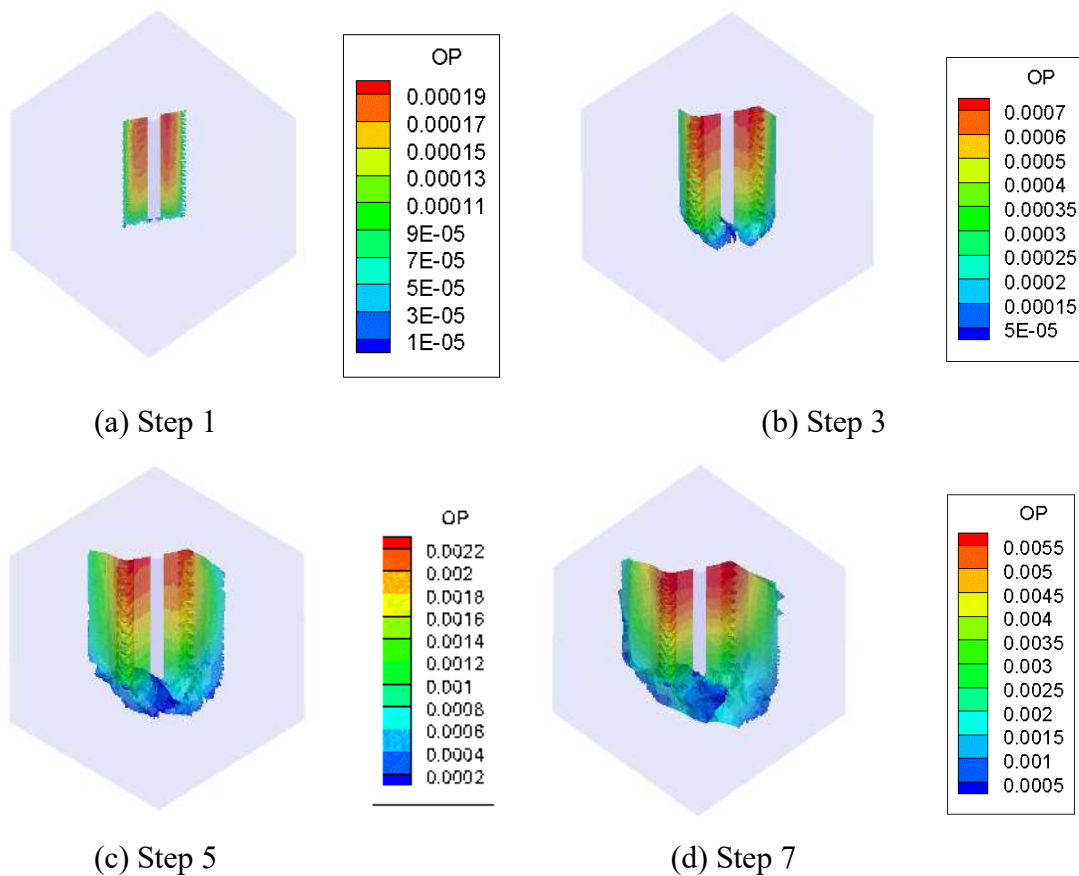 OP
0.00019
0.00017
0.00015
0.00013
0.00011
9E-05
7E-05
5E-05
3E-05
1E-05
(a) Step 1
OP
0.0007
0.0006
0.0005
0.0004
0.00035
0.0003
0.00025
0.0002
0.00015
5E-05
(b) Step 3
OP
0.0022
0.002
0.0018
0.0016
0.0014
0.0012
0.001
0.0008
0.0006
0.0004
0.0002
(c) Step 5
OP
0.0055
0.005
0.0045
0.004
0.0035
0.003
0.0025
0.002
0.0015
0.001
0.0005
(d) Step 7